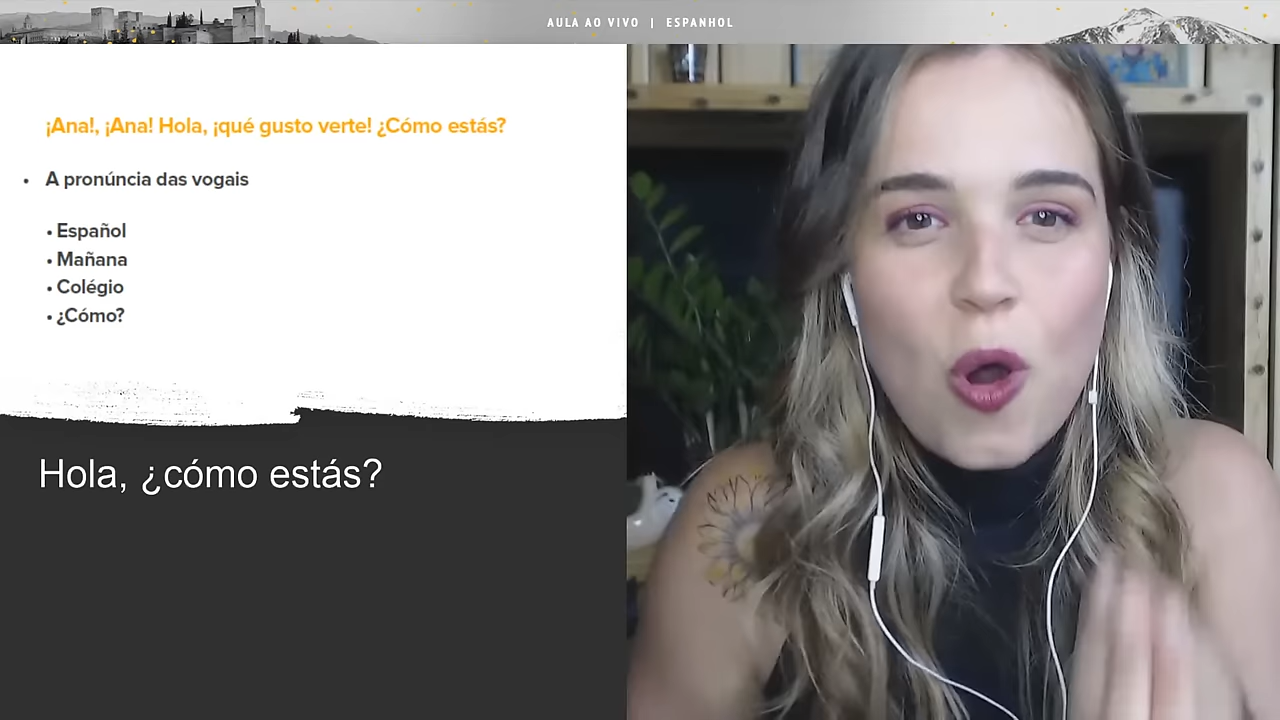 AULA AO VIVO | ESPANHOL
¡Ana!, ¡Ana! Hola, ¡qué gusto verte! ¿Cómo estás?
• A pronúncia das vogais
• Español
• Mañana
• Colégio
• ¿Cómo?
Hola, ¿cómo estás?